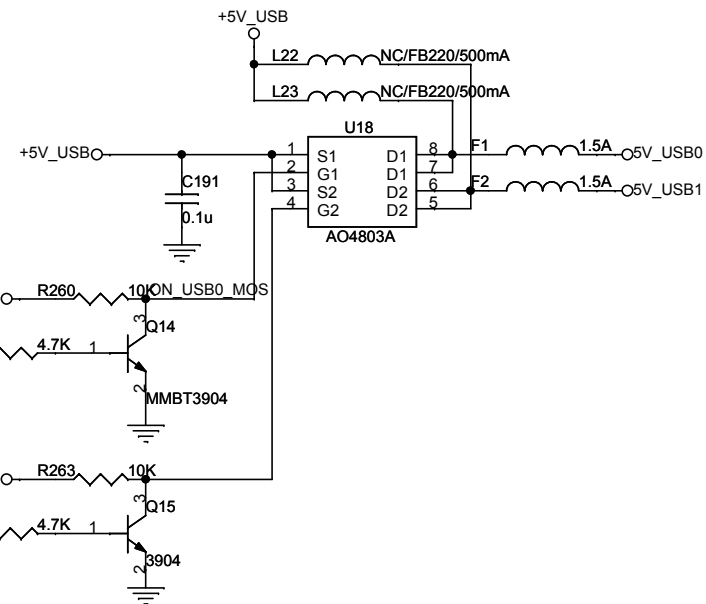 +5V_USB
L22 NC/FB220/500mA
L23 NC/FB220/500mA
U18
+5V_USB 1 S1 D1 8 F1 1.5A 5V_USB0
2 G1 D1 7
C191 3 S2 D2 6 F2 1.5A 5V_USB1
4 G2 D2 5
0.1u
AO4803A
R260 10K ON_USB0_MOS
3
Q14
4.7K 1
2
MMBT3904
R263 10K
3
Q15
4.7K 1
3904
2